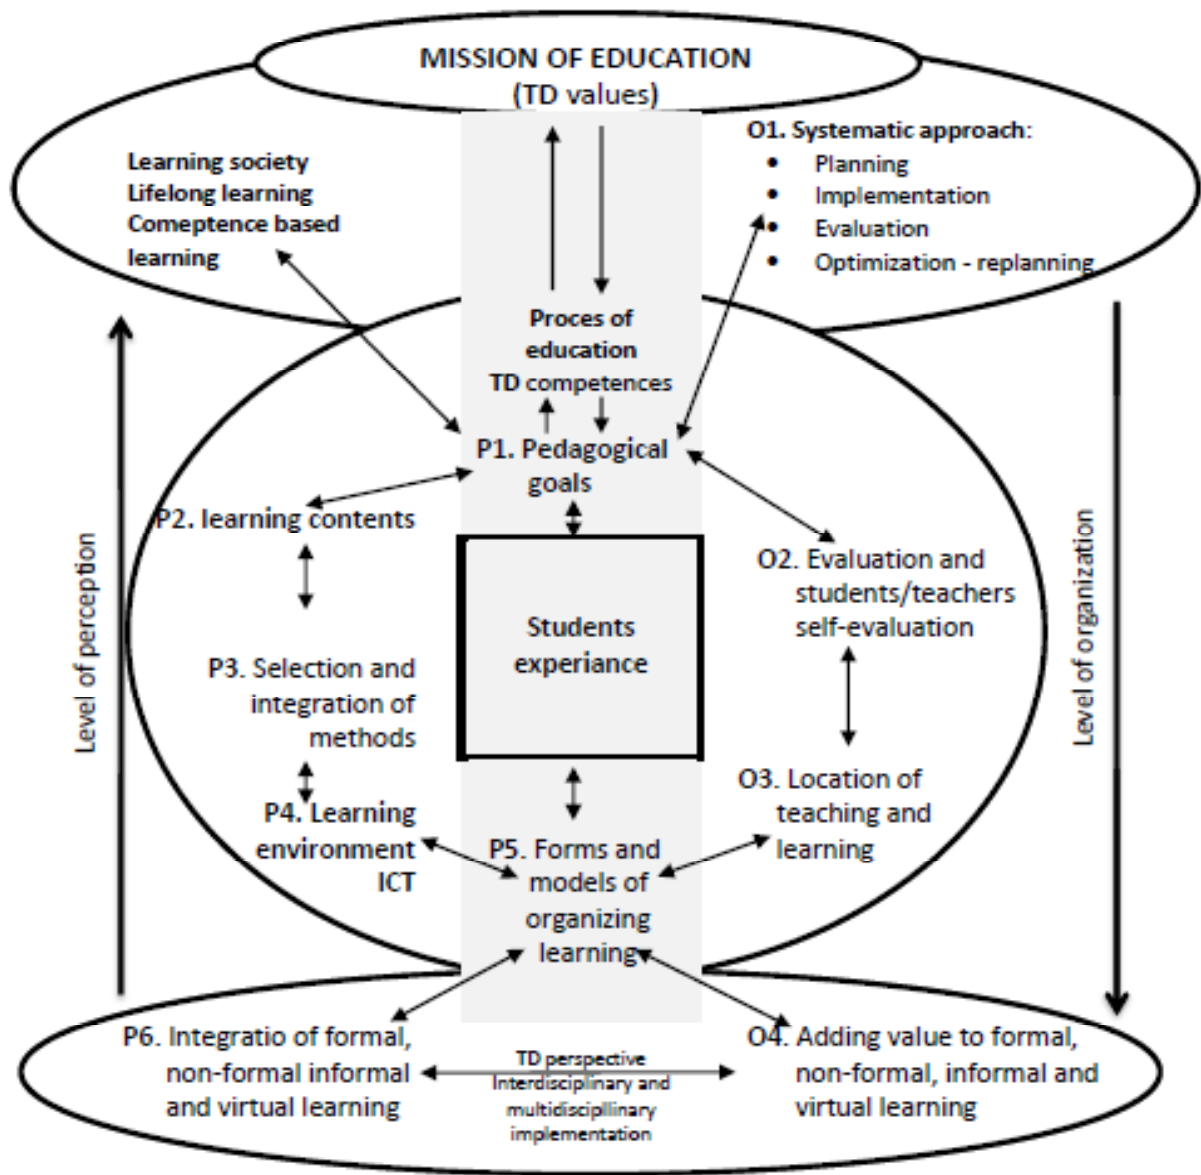 MISSION OF EDUCATION
(TD values)
Learning society
Lifelong learning
Comeptence based
learning
O1. Systematic approach:
• Planning
• Implementation
• Evaluation
• Optimization - replanning
Proces of
education
TD competences
P1. Pedagogical
goals
P2. learning contents
P3. Selection and
integration of
methods
P4. Learning
environment
ICT
Students
experiance
P5. Forms and
models of
organizing
learning
O2. Evaluation and
students/teachers
self-evaluation
O3. Location of
teaching and
learning
Level of perception
Level of organization
P6. Integratio of formal,
non-formal informal
and virtual learning
TD perspective
Interdisciplinary and
multidiscipllinary
implementation
O4. Adding value to formal,
non-formal, informal and
virtual learning